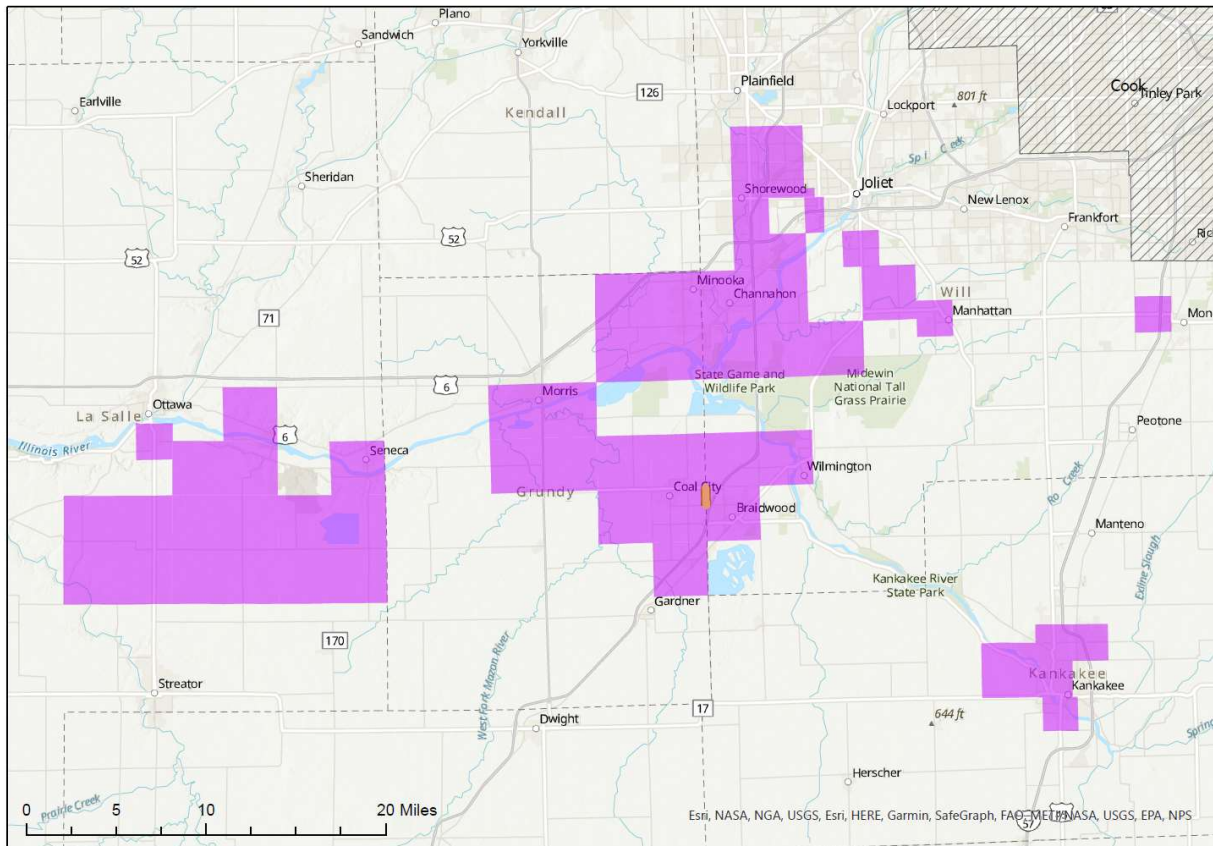 Plano
Sandwich
Yorkville
Plainfield
126
801 ft
Cook
Tinley Park
Earlville
Kendall
Lockport
Sheridan
Joliet
Shorewood
New Lenox
Frankfort
52
52
Minooka
Channahon
Will
71
Manhattan
State Game and
Wildlife Park
Midewin
National Tall
Grass Prairie
6
Morris
Ottawa
La Salle
6
Peotone
Illinois River
Seneca
Wilmington
Grundy
Coal City
Braidwood
Manteno
Exline Slough
Kankakee River
State Park
Gardner
170
West Fork Mazon River
Streator
Kankakee
Kankakee
17
644 ft
Dwight
Herscher
Prairie Creek
0 5 10 20 Miles
Esri, NASA, NGA, USGS, Esri, HERE, Garmin, SafeGraph, FAO, METI/NASA, USGS, EPA, NPS
57